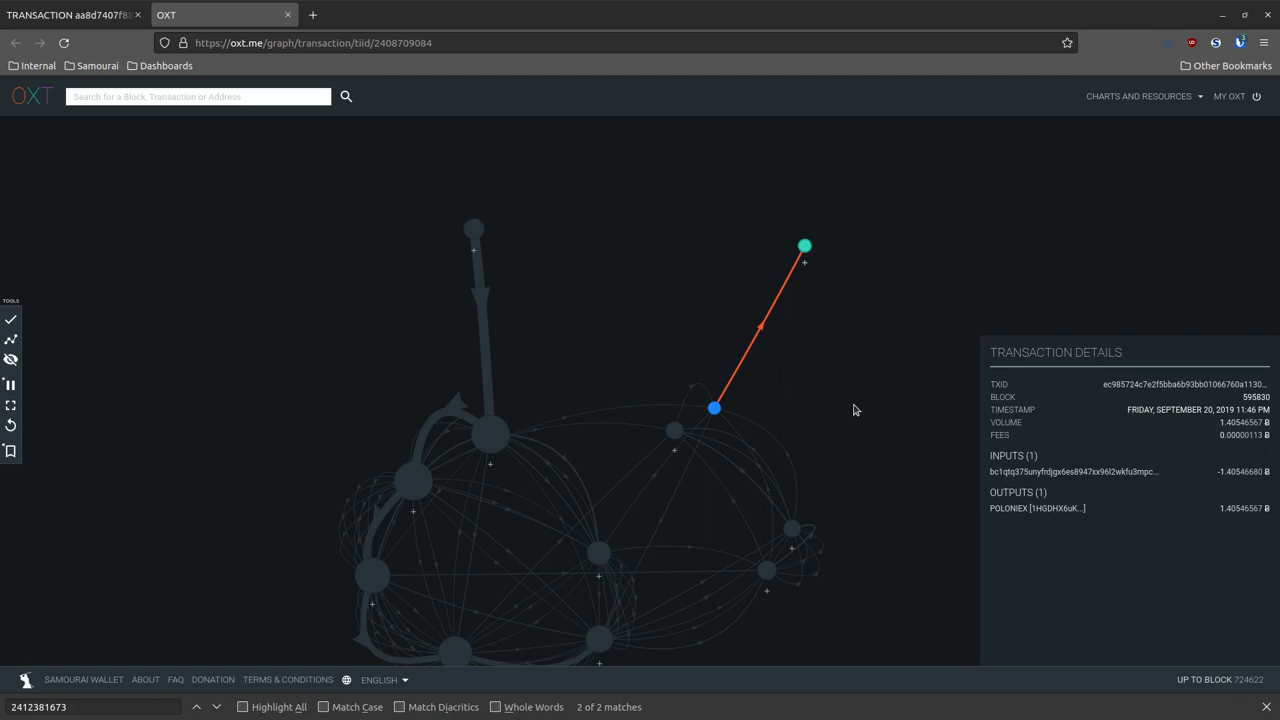 TRANSACTION aa8d7407f8
OXT
https://oxt.me/graph/transaction/tiid/2408709084
Internal
Samourai
Dashboards
Other Bookmarks
OXT
Search for a Block, Transaction or Address
CHARTS AND RESOURCES
MY OXT
TOOLS
TRANSACTION DETAILS
TXID ec985724c7e2f5bba6b93bb01066760a1130...
BLOCK 595830
TIMESTAMP FRIDAY, SEPTEMBER 20, 2019 11:46 PM
VOLUME 1.40546567 Ƀ
FEES 0.00000113 Ƀ
INPUTS (1)
bc1qtq375unyfrdjgx6es8947xx96l2wkfu3mpc... -1.40546680 Ƀ
OUTPUTS (1)
POLONIEX [1HGDHX6uK...] 1.40546567 Ƀ
SAMOURAI WALLET ABOUT FAQ DONATION TERMS & CONDITIONS ENGLISH UP TO BLOCK 724622
2412381673 Highlight All Match Case Match Diacritics Whole Words 2 of 2 matches